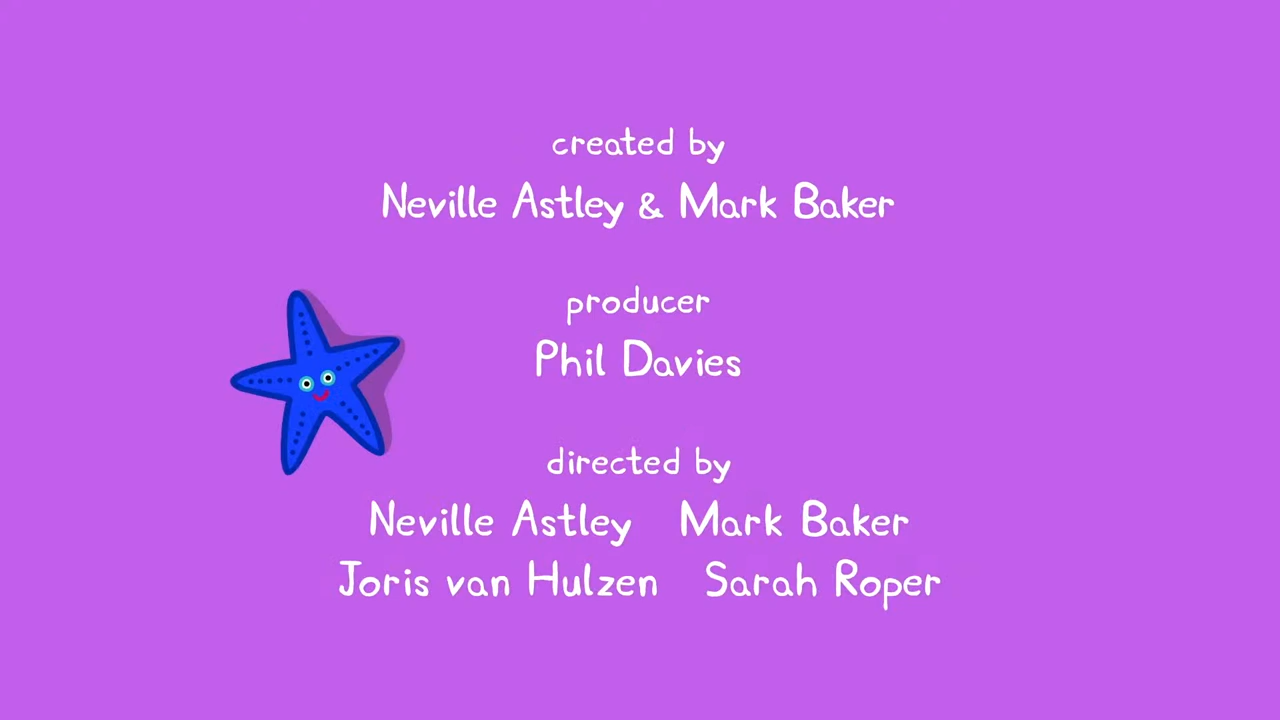 created by
Neville Astley & Mark Baker
producer
Phil Davies
directed by
Neville Astley Mark Baker
Joris van Hulzen Sarah Roper